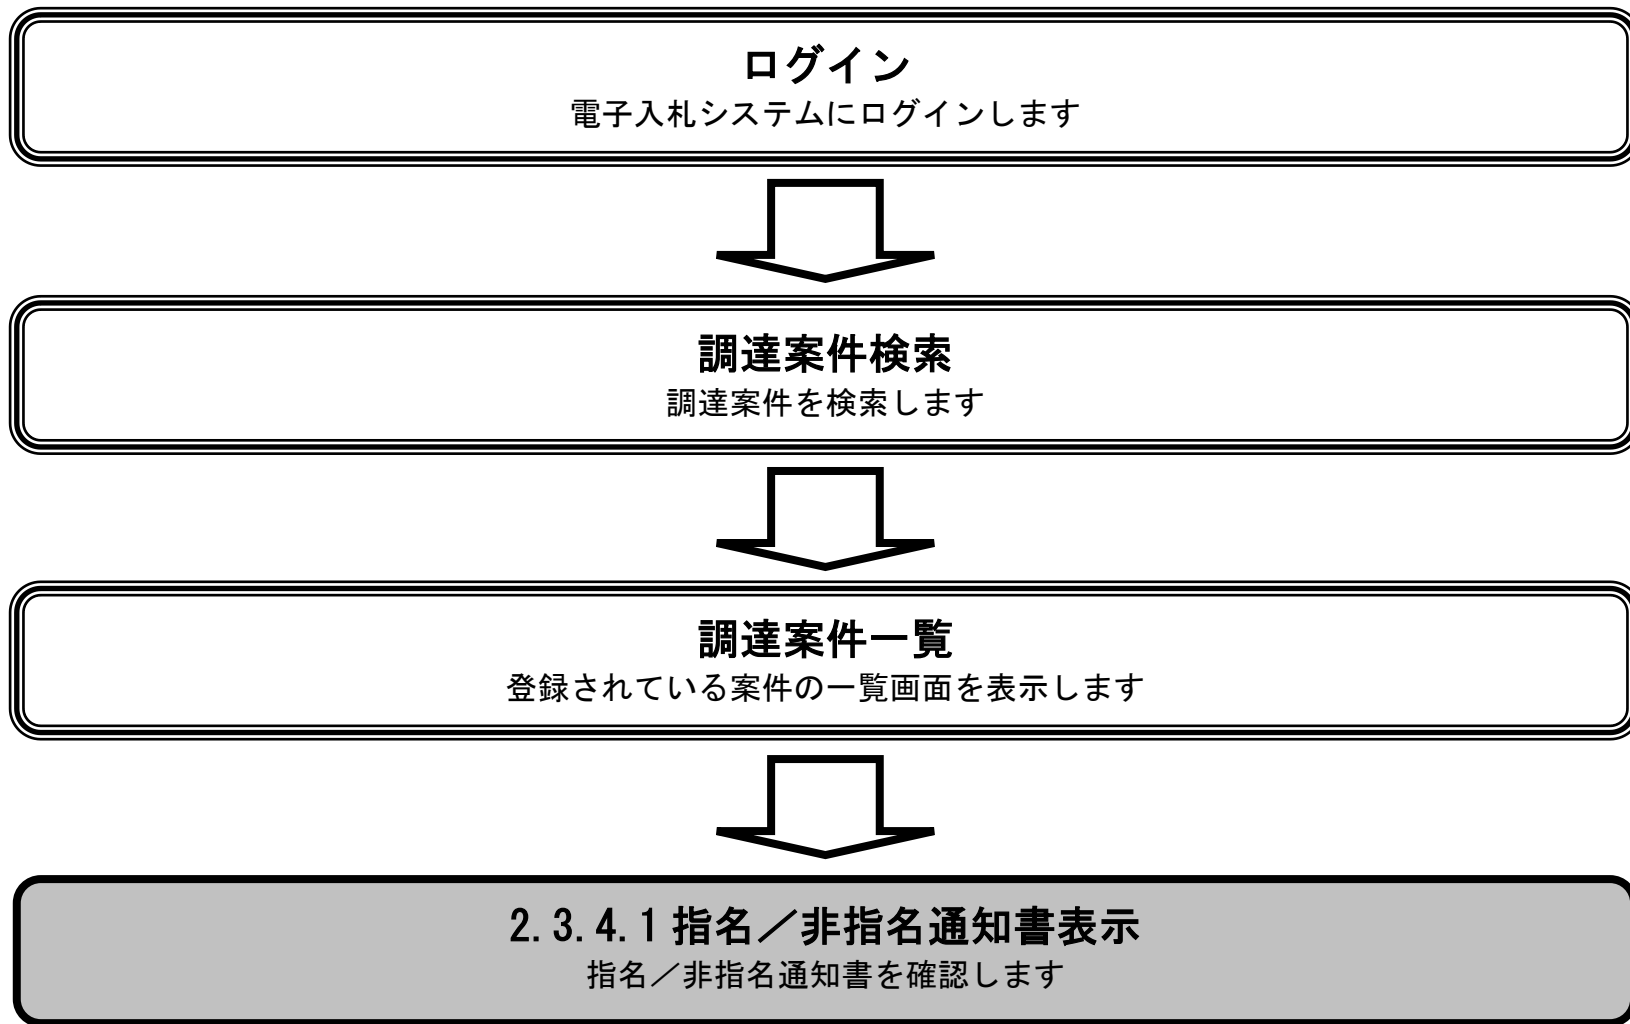 ログイン
電子入札システムにログインします
調達案件検索
調達案件を検索します
調達案件一覧
登録されている案件の一覧画面を表示します
2.3.4.1 指名／非指名通知書表示
指名／非指名通知書を確認します